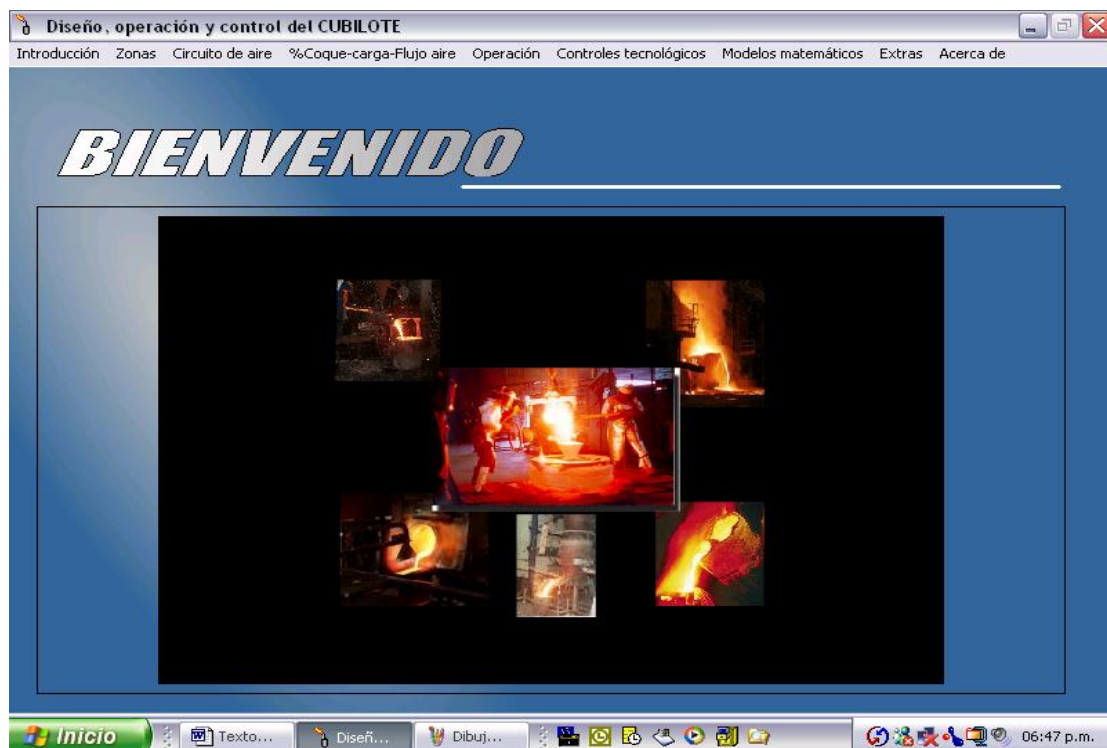 Diseño, operación y control del CUBILOTE
Introducción Zonas Circuito de aire %Coque-carga-Flujo aire Operación Controles tecnológicos Modelos matemáticos Extras Acerca de
BIENVENIDO
Inicio Texto... Diseñ... Dibuj... 06:47 p.m.